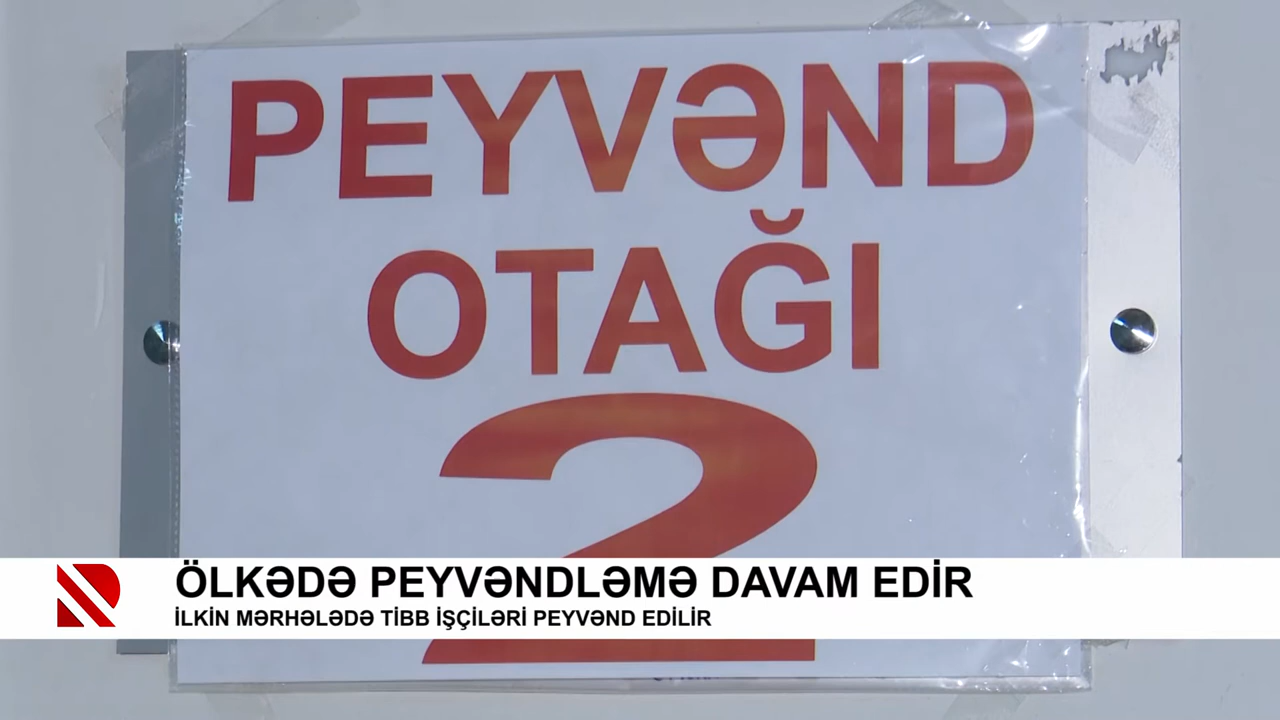 PEYVƏND
OTAĞI
2
ÖLKƏDƏ PEYVƏNDLƏMƏ DAVAM EDİR
İLKİN MƏRHƏLƏDƏ TİBB İŞÇİLƏRİ PEYVƏND EDİLİR